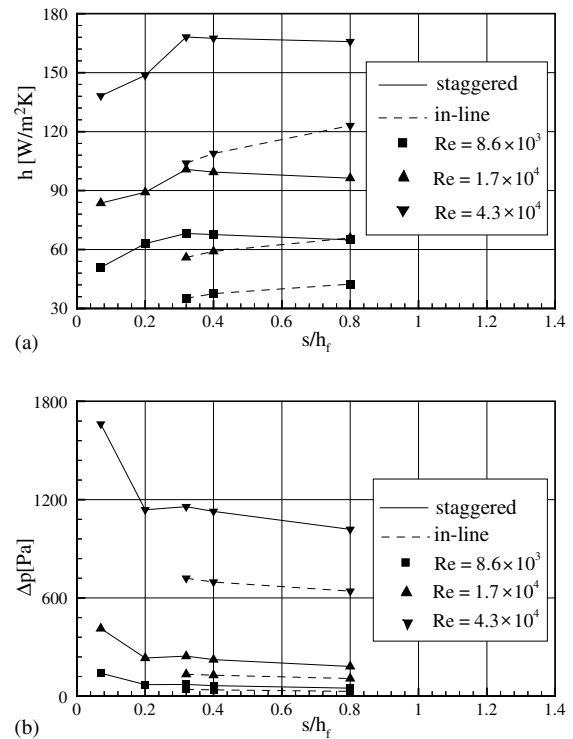 180
150
120
90
60
30
h [W/m²K]
0 0.2 0.4 0.6 0.8 1 1.2 1.4
s/h_f
(a)
staggered
in-line
Re = 8.6×10³
Re = 1.7×10⁴
Re = 4.3×10⁴
1800
1200
600
0
Δp[Pa]
0 0.2 0.4 0.6 0.8 1 1.2 1.4
s/h_f
(b)
staggered
in-line
Re = 8.6×10³
Re = 1.7×10⁴
Re = 4.3×10⁴